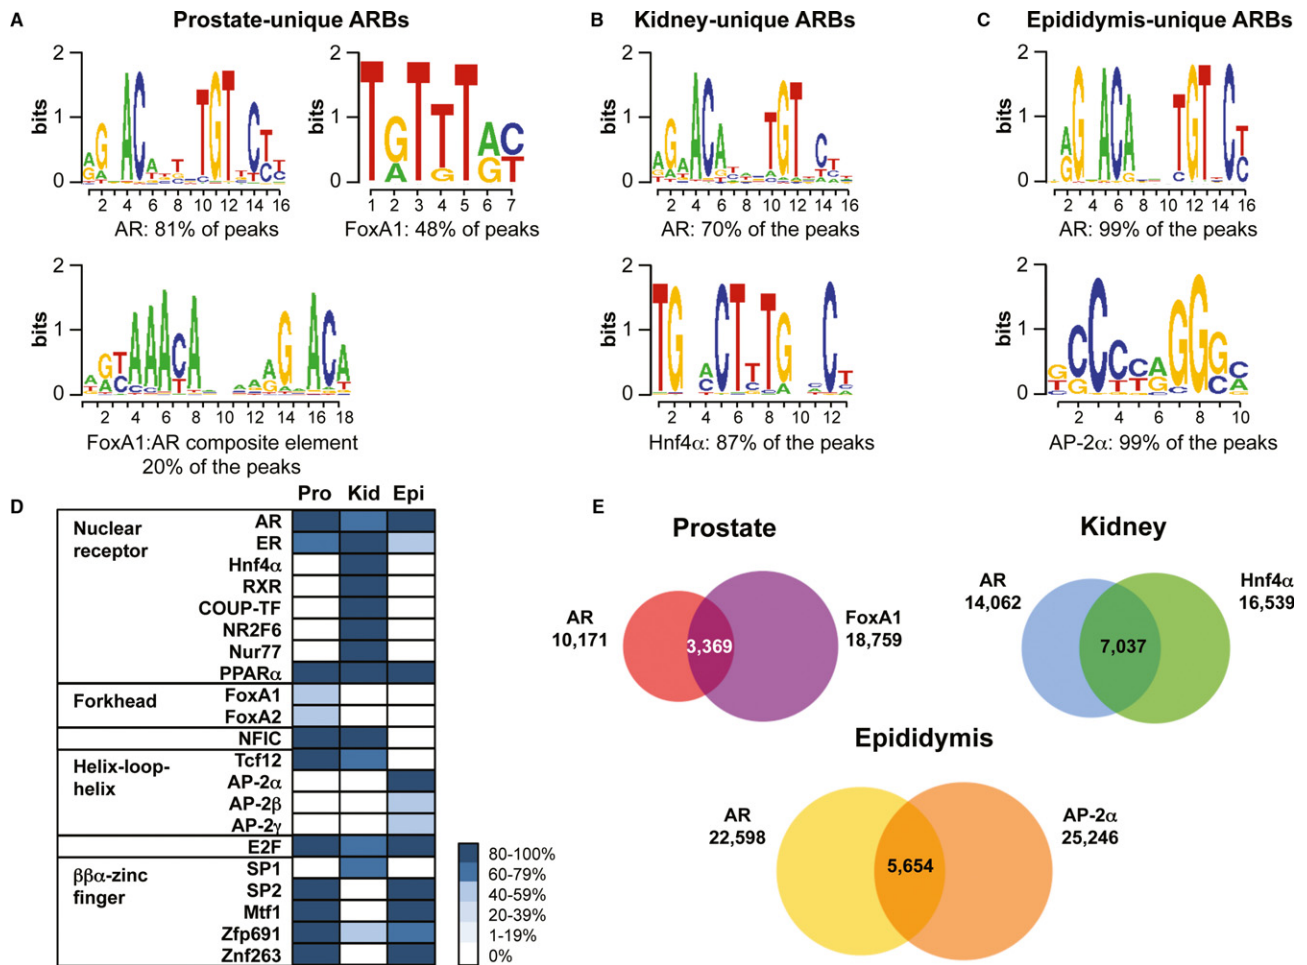 A Prostate-unique ARBs
2
1
0
bits
2 4 6 8 10 12 14 16
AR: 81% of peaks
2
1
0
bits
1 2 3 4 5 6 7
FoxA1: 48% of peaks
2
1
0
bits
2 4 6 8 10 12 14 16 18
FoxA1:AR composite element
20% of the peaks
B Kidney-unique ARBs
2
1
0
bits
2 4 6 8 10 12 14 16
AR: 70% of the peaks
2
1
0
bits
2 4 6 8 10 12
Hnf4α: 87% of the peaks
C Epididymis-unique ARBs
2
1
0
bits
2 4 6 8 10 12 14 16
AR: 99% of the peaks
2
1
0
bits
2 4 6 8 10
AP-2α: 99% of the peaks
D Pro Kid Epi
Nuclear
receptor
AR
ER
Hnf4α
RXR
COUP-TF
NR2F6
Nur77
PPARα
Forkhead
FoxA1
FoxA2
NFIC
Helix-loop-
helix
Tcf12
AP-2α
AP-2β
AP-2γ
E2F
ββα-zinc
finger
SP1
SP2
Mtf1
Zfp691
Znf263
80-100%
60-79%
40-59%
20-39%
1-19%
0%
E
Prostate
AR
10,171
3,369
FoxA1
18,759
Kidney
AR
14,062
7,037
Hnf4α
16,539
Epididymis
AR
22,598
5,654
AP-2α
25,246